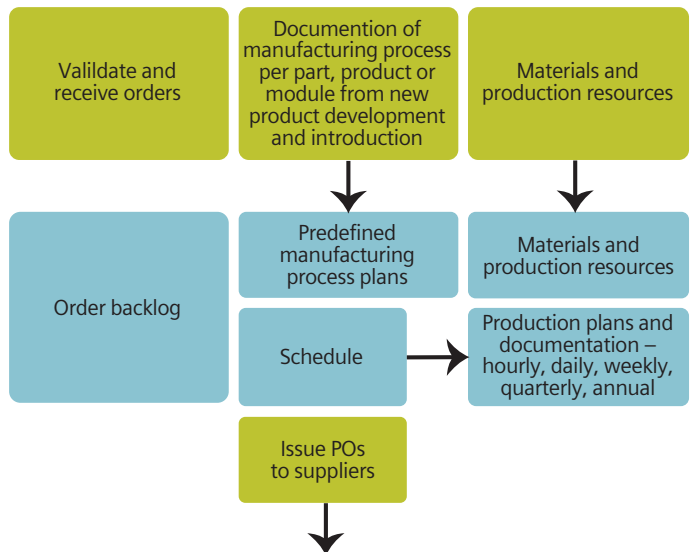 Valildate and
receive orders
Documention of
manufacturing process
per part, product or
module from new
product development
and introduction
Materials and
production resources
Order backlog
Predefined
manufacturing
process plans
Materials and
production resources
Schedule
Production plans and
documentation –
hourly, daily, weekly,
quarterly, annual
Issue POs
to suppliers